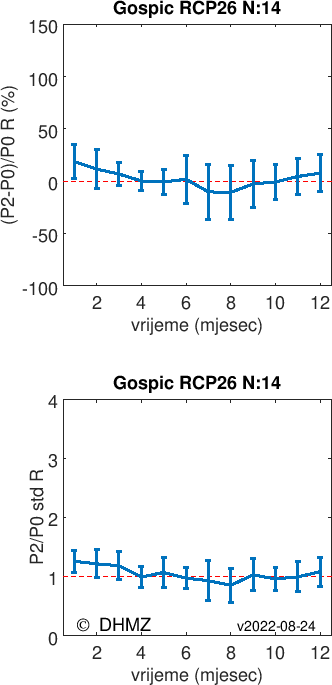 Gospic RCP26 N:14
150
100
50
0
-50
-100
(P2-P0)/P0 R (%)
2 4 6 8 10 12
vrijeme (mjesec)
Gospic RCP26 N:14
4
3
2
1
0
P2/P0 std R
© DHMZ v2022-08-24
2 4 6 8 10 12
vrijeme (mjesec)